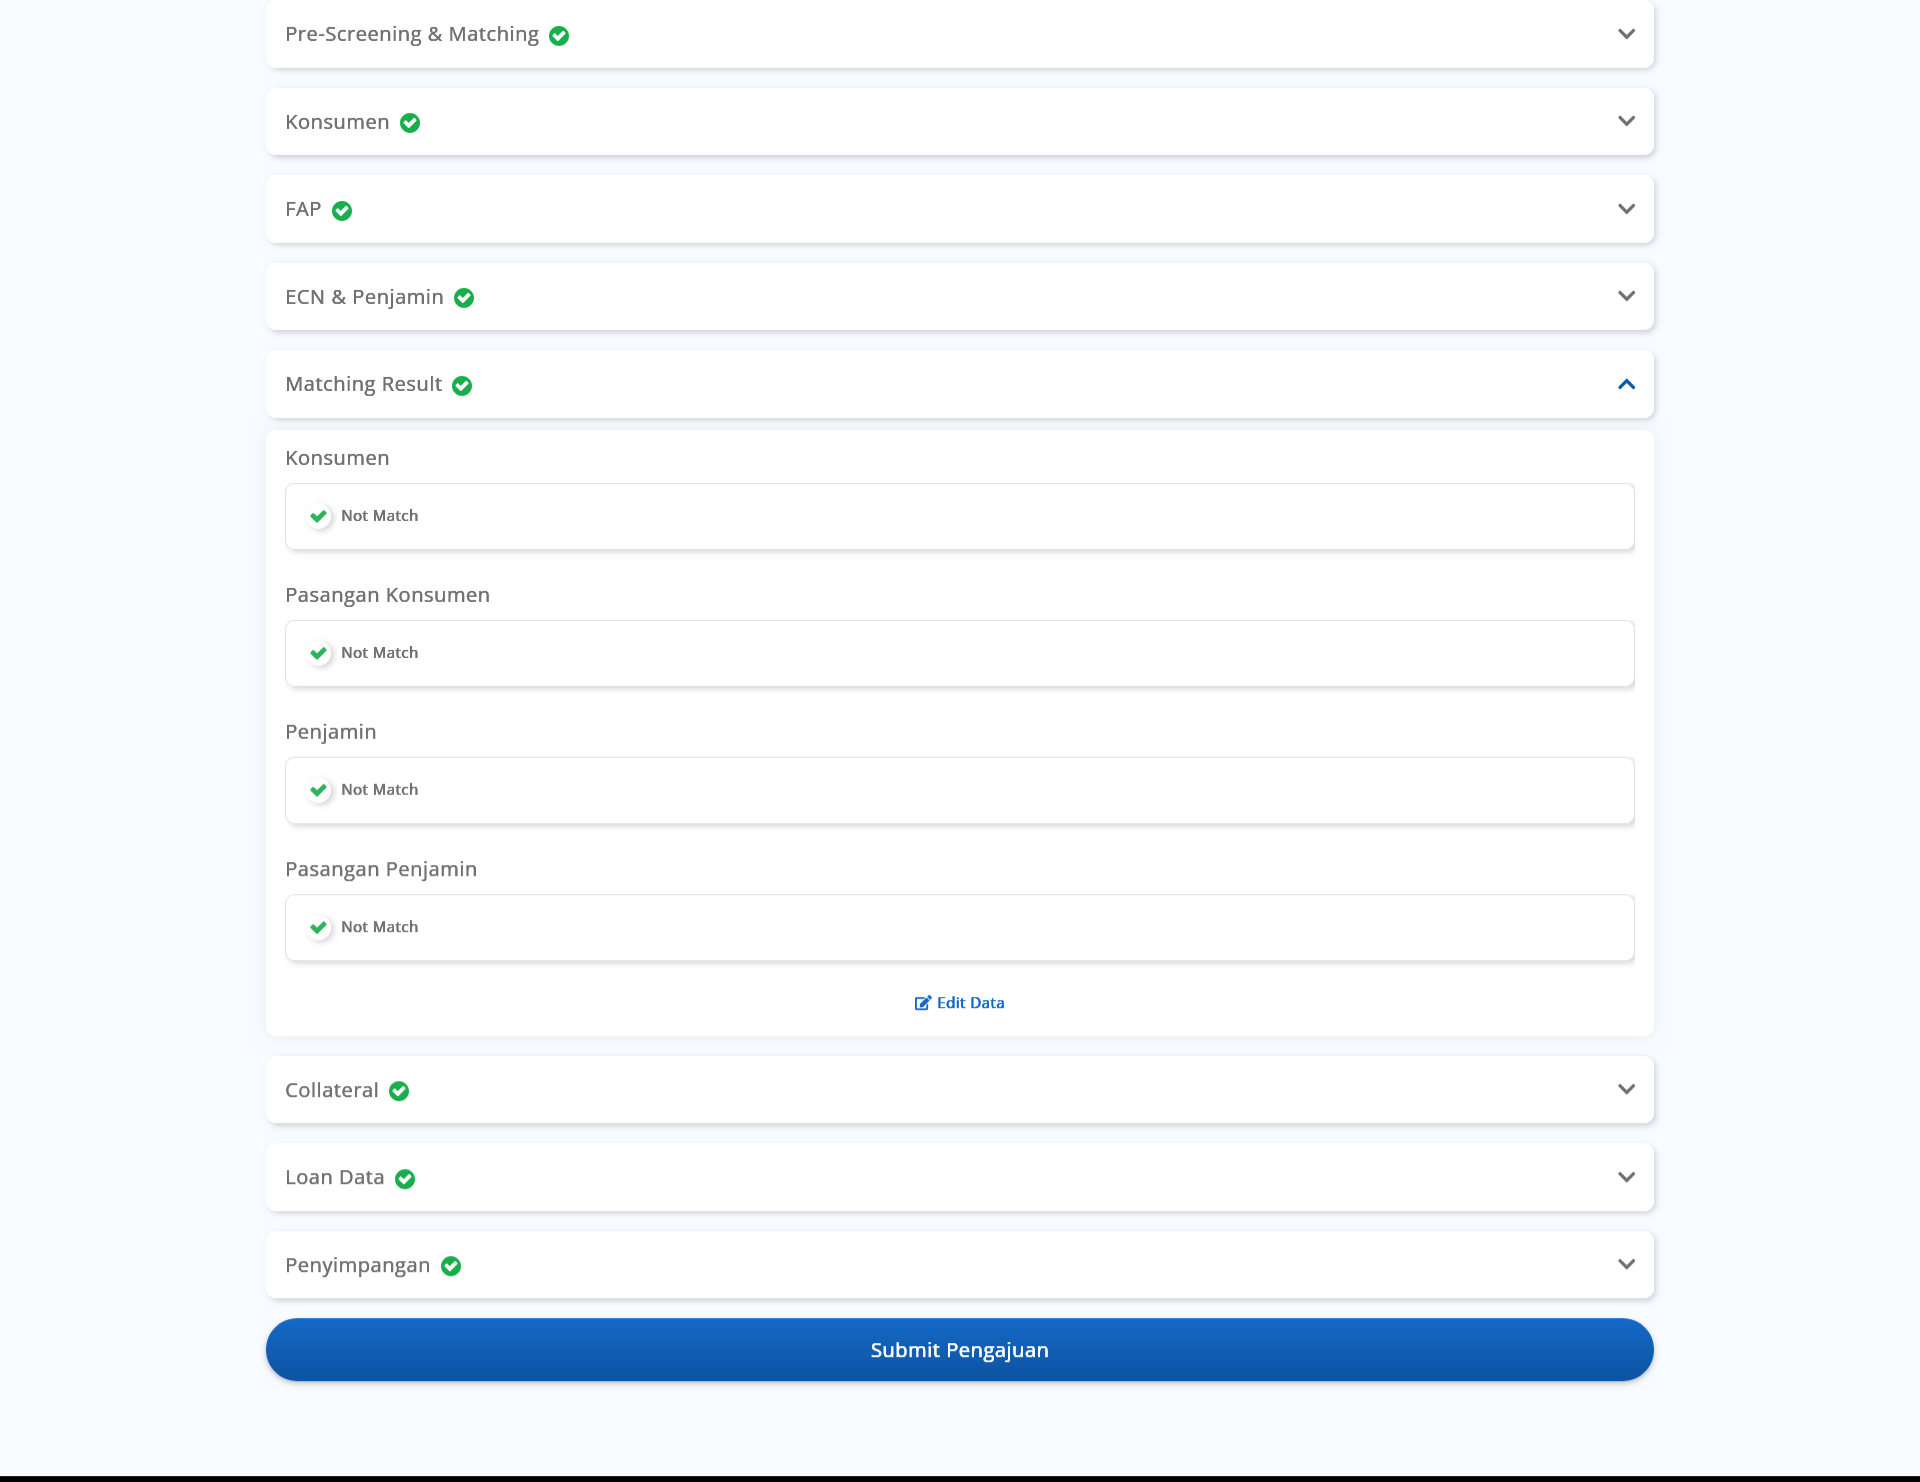 Pre-Screening & Matching
Konsumen
FAP
ECN & Penjamin
Matching Result
Konsumen
Not Match
Pasangan Konsumen
Not Match
Penjamin
Not Match
Pasangan Penjamin
Not Match
Edit Data
Collateral
Loan Data
Penyimpangan
Submit Pengajuan